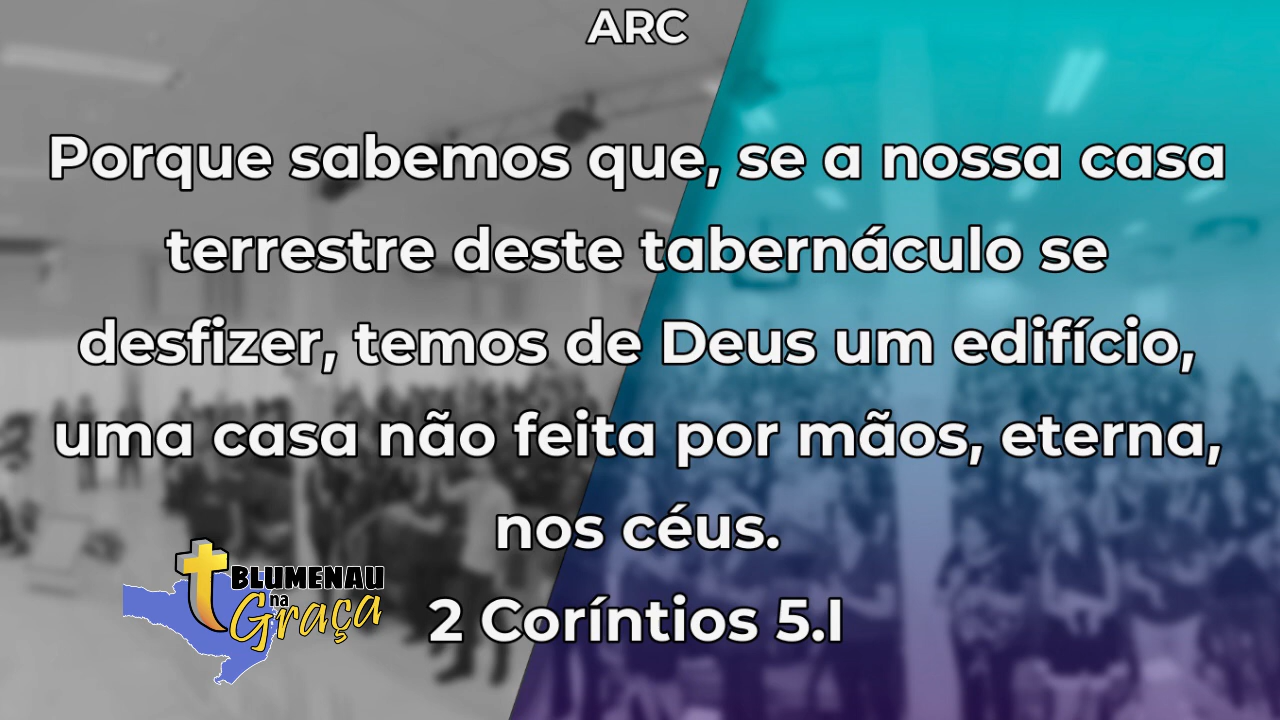 ARC
Porque sabemos que, se a nossa casa
terrestre deste tabernáculo se
desfizer, temos de Deus um edifício,
uma casa não feita por mãos, eterna,
nos céus.
2 Coríntios 5.I
BLUMENAU
na
Graça